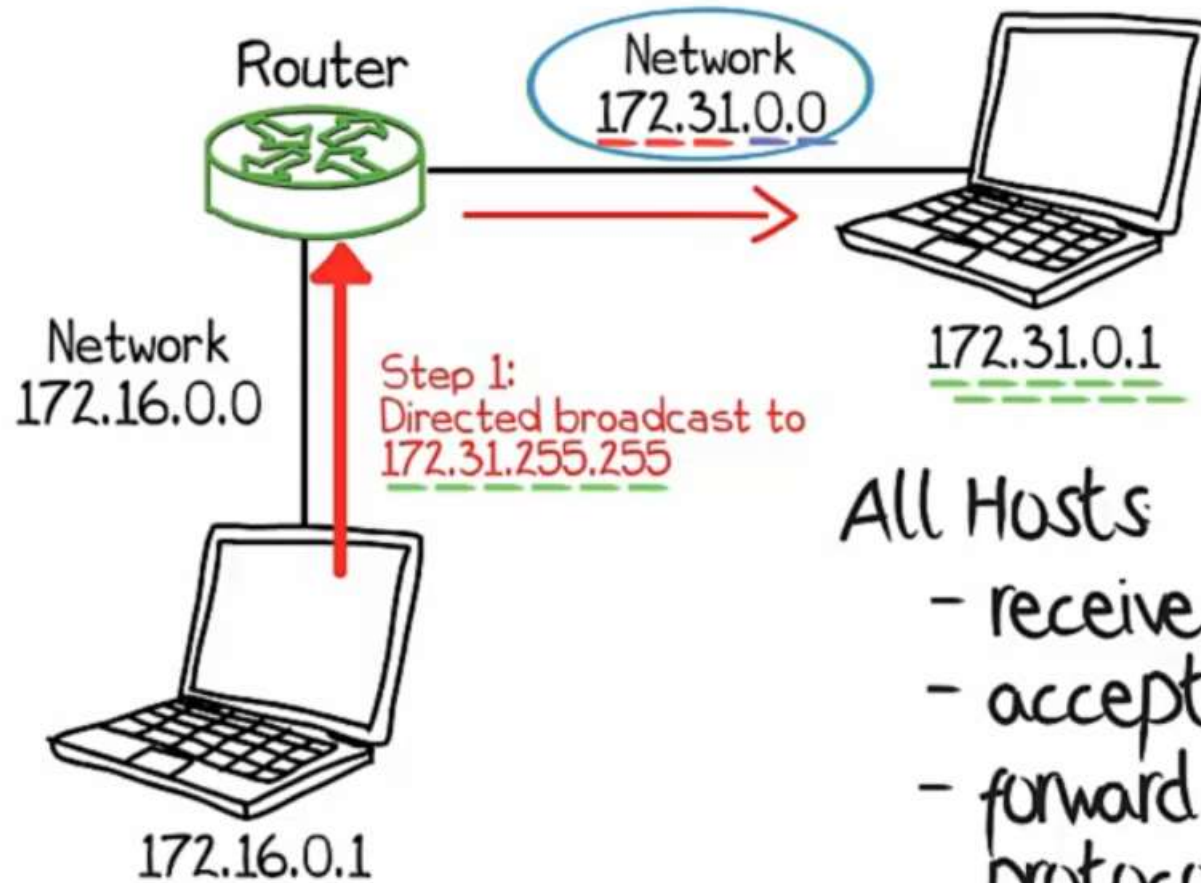 Router
Network
172.31.0.0
Network
172.16.0.0
Step 1:
Directed broadcast to
172.31.255.255
172.31.0.1
172.16.0.1
All Hosts
- receive
- accept
- forward